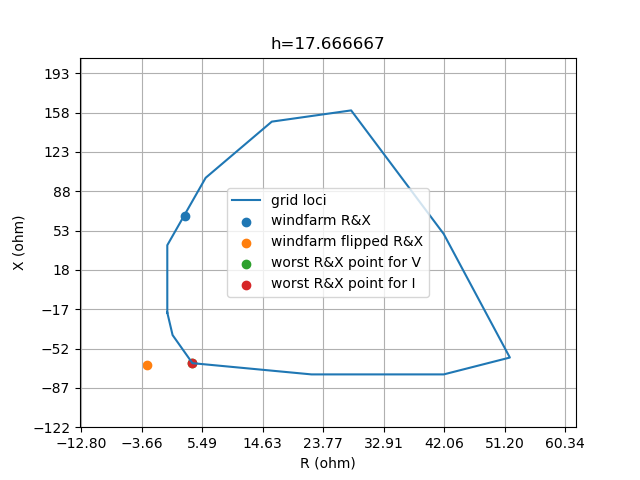 h=17.666667
193
158
123
88
53
18
−17
−52
−87
−122
X (ohm)
grid loci
windfarm R&X
windfarm flipped R&X
worst R&X point for V
worst R&X point for I
−12.80 −3.66 5.49 14.63 23.77 32.91 42.06 51.20 60.34
R (ohm)